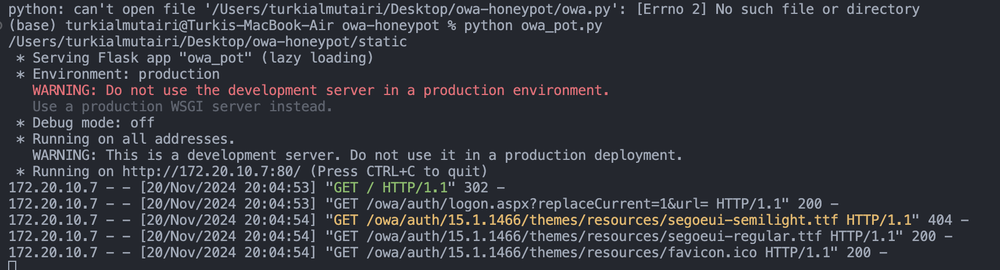 python: can't open file '/Users/turkialmutairi/Desktop/owa-honeypot/owa.py': [Errno 2] No such file or directory
(base) turkialmutairi@Turkis-MacBook-Air owa-honeypot % python owa_pot.py
/Users/turkialmutairi/Desktop/owa-honeypot/static
 * Serving Flask app "owa_pot" (lazy loading)
 * Environment: production
   WARNING: Do not use the development server in a production environment.
   Use a production WSGI server instead.
 * Debug mode: off
 * Running on all addresses.
   WARNING: This is a development server. Do not use it in a production deployment.
 * Running on http://172.20.10.7:80/ (Press CTRL+C to quit)
172.20.10.7 - - [20/Nov/2024 20:04:53] "GET / HTTP/1.1" 302 -
172.20.10.7 - - [20/Nov/2024 20:04:53] "GET /owa/auth/logon.aspx?replaceCurrent=1&url= HTTP/1.1" 200 -
172.20.10.7 - - [20/Nov/2024 20:04:54] "GET /owa/auth/15.1.1466/themes/resources/segoeui-semilight.ttf HTTP/1.1" 404 -
172.20.10.7 - - [20/Nov/2024 20:04:54] "GET /owa/auth/15.1.1466/themes/resources/segoeui-regular.ttf HTTP/1.1" 200 -
172.20.10.7 - - [20/Nov/2024 20:04:54] "GET /owa/auth/15.1.1466/themes/resources/favicon.ico HTTP/1.1" 200 -